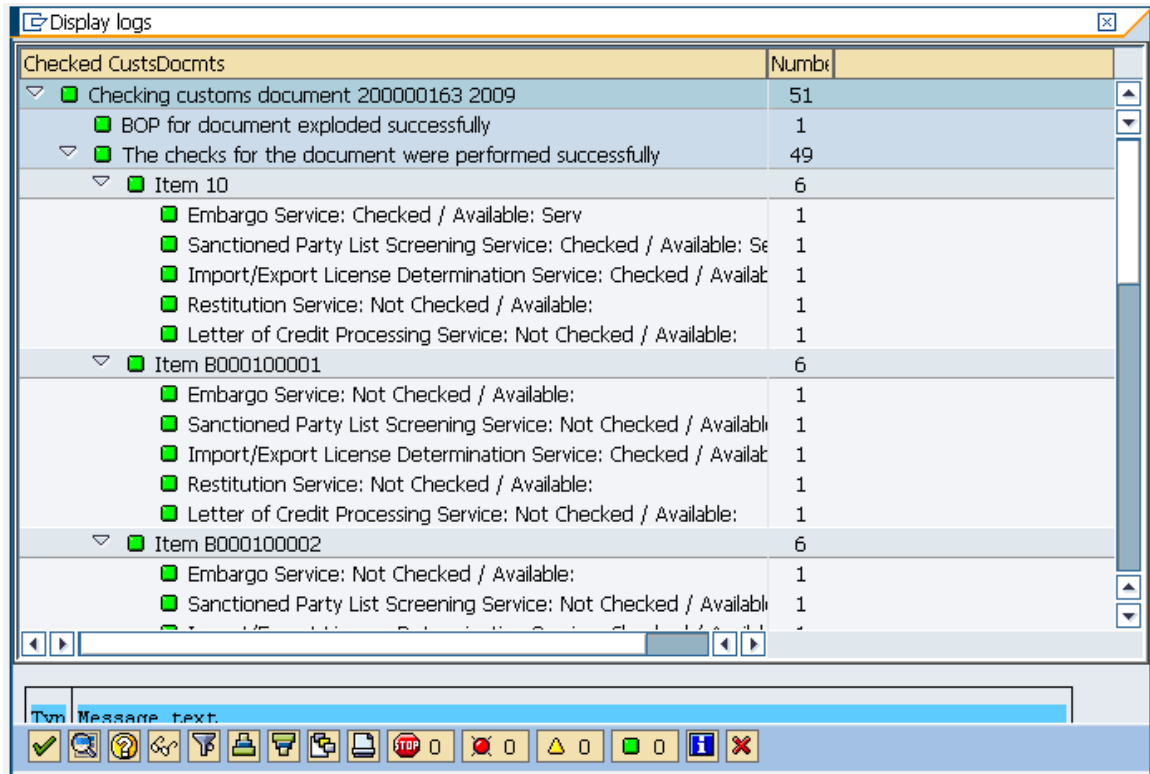 Display logs
Checked CustsDocmts Numbe
Checking customs document 200000163 2009 51
BOP for document exploded successfully 1
The checks for the document were performed successfully 49
Item 10 6
Embargo Service: Checked / Available: Serv 1
Sanctioned Party List Screening Service: Checked / Available: Se 1
Import/Export License Determination Service: Checked / Availab 1
Restitution Service: Not Checked / Available: 1
Letter of Credit Processing Service: Not Checked / Available: 1
Item B000100001 6
Embargo Service: Not Checked / Available: 1
Sanctioned Party List Screening Service: Not Checked / Availabl 1
Import/Export License Determination Service: Checked / Availab 1
Restitution Service: Not Checked / Available: 1
Letter of Credit Processing Service: Not Checked / Available: 1
Item B000100002 6
Embargo Service: Not Checked / Available: 1
Sanctioned Party List Screening Service: Not Checked / Availabl 1
Typ Message text
STOP 0 0 0 0